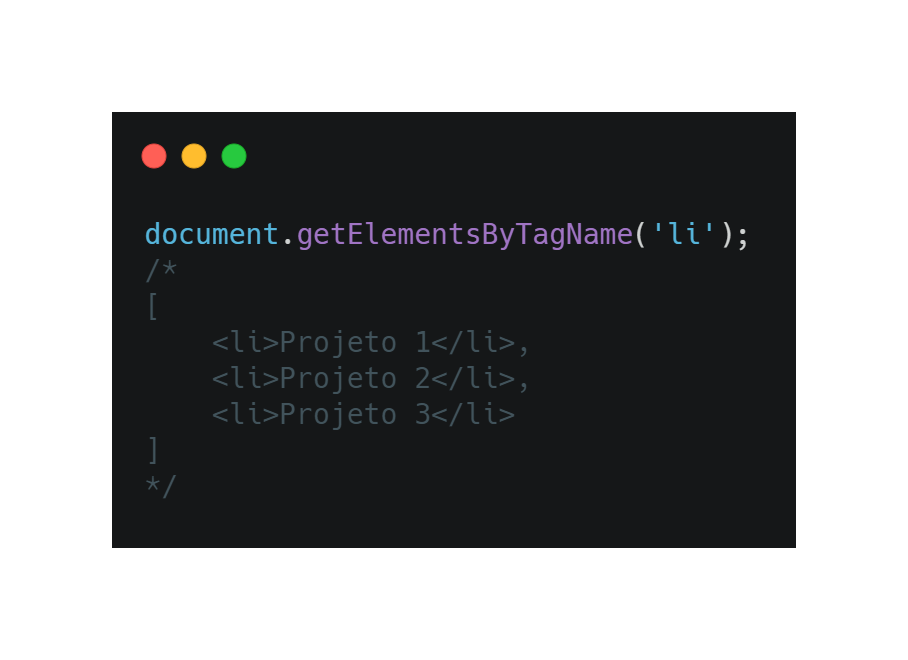 document.getElementsByTagName('li');
/*
[
    <li>Projeto 1</li>,
    <li>Projeto 2</li>,
    <li>Projeto 3</li>
]
*/